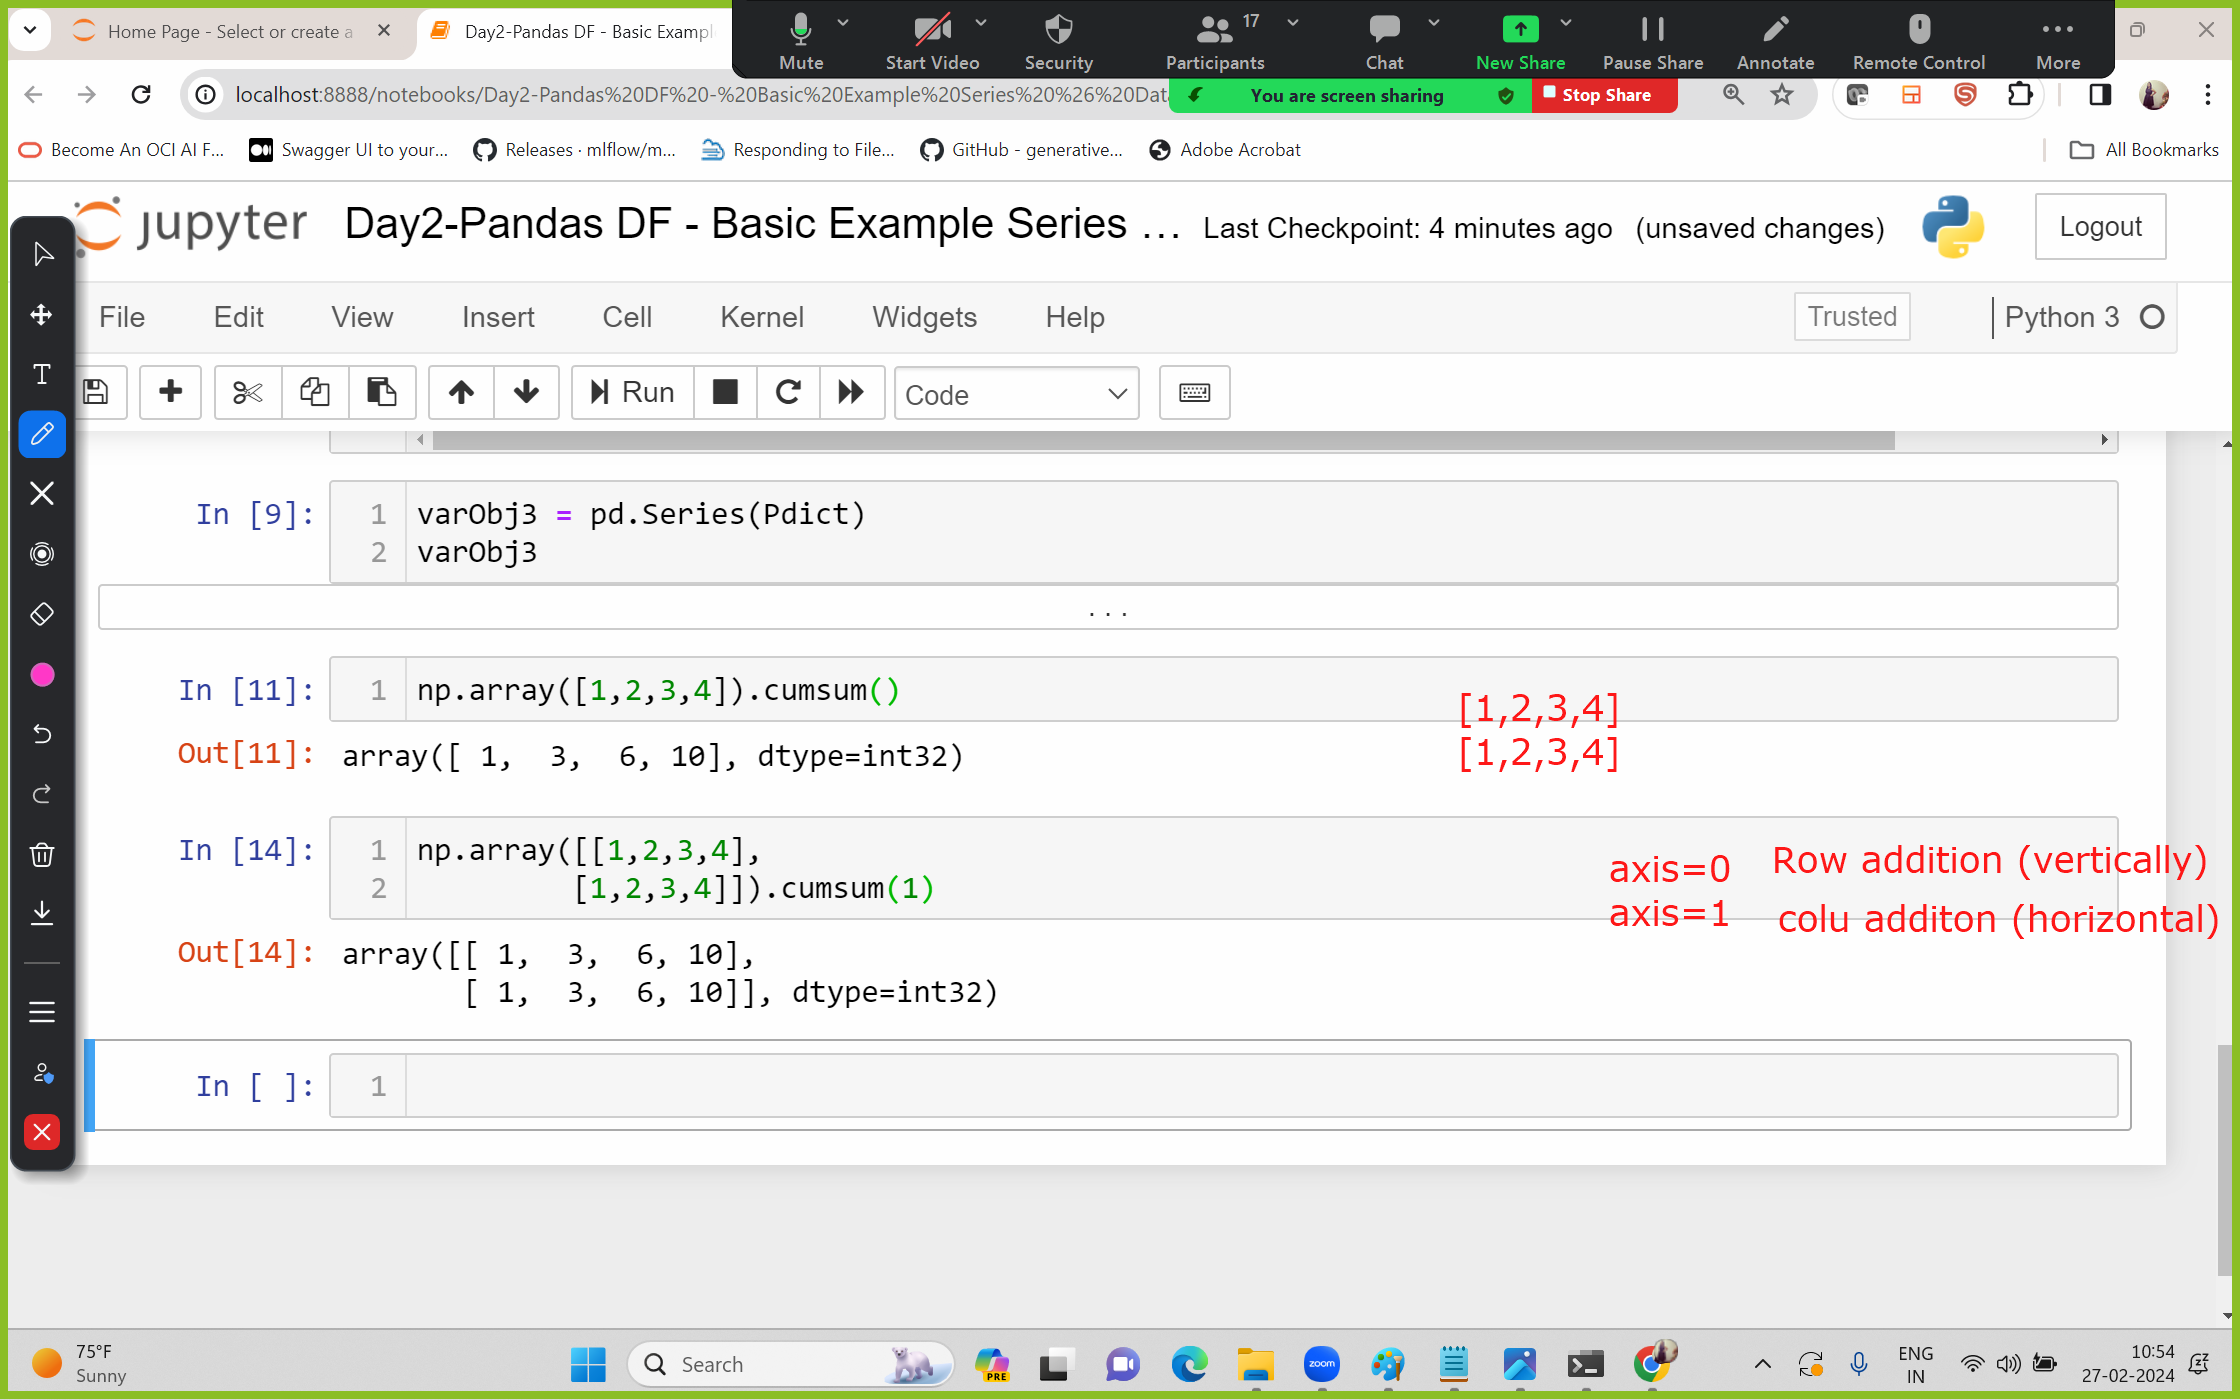 Home Page - Select or create a
Day2-Pandas DF - Basic Exampl
Mute
Start Video
Security
17
Participants
Chat
New Share
Pause Share
Annotate
Remote Control
More
localhost:8888/notebooks/Day2-Pandas%20DF%20-%20Basic%20Example%20Series%20%26%20Dat
You are screen sharing
Stop Share
Become An OCI AI F...
Swagger UI to your...
Releases · mlflow/m...
Responding to File...
GitHub - generative...
Adobe Acrobat
All Bookmarks
jupyter
Day2-Pandas DF - Basic Example Series ...
Last Checkpoint: 4 minutes ago (unsaved changes)
Logout
File Edit View Insert Cell Kernel Widgets Help
Trusted
Python 3
Run
Code
T
In [9]:
1 varObj3 = pd.Series(Pdict)
2 varObj3
...
In [11]:
1 np.array([1,2,3,4]).cumsum()
[1,2,3,4]
[1,2,3,4]
Out[11]: array([ 1,  3,  6, 10], dtype=int32)
In [14]:
1 np.array([[1,2,3,4],
2 [1,2,3,4]]).cumsum(1)
axis=0 Row addition (vertically)
axis=1 colu additon (horizontal)
Out[14]: array([[ 1,  3,  6, 10],
[ 1,  3,  6, 10]], dtype=int32)
In [ ]:
1
75°F
Sunny
Search
PRE
zoom
ENG
IN
10:54
27-02-2024